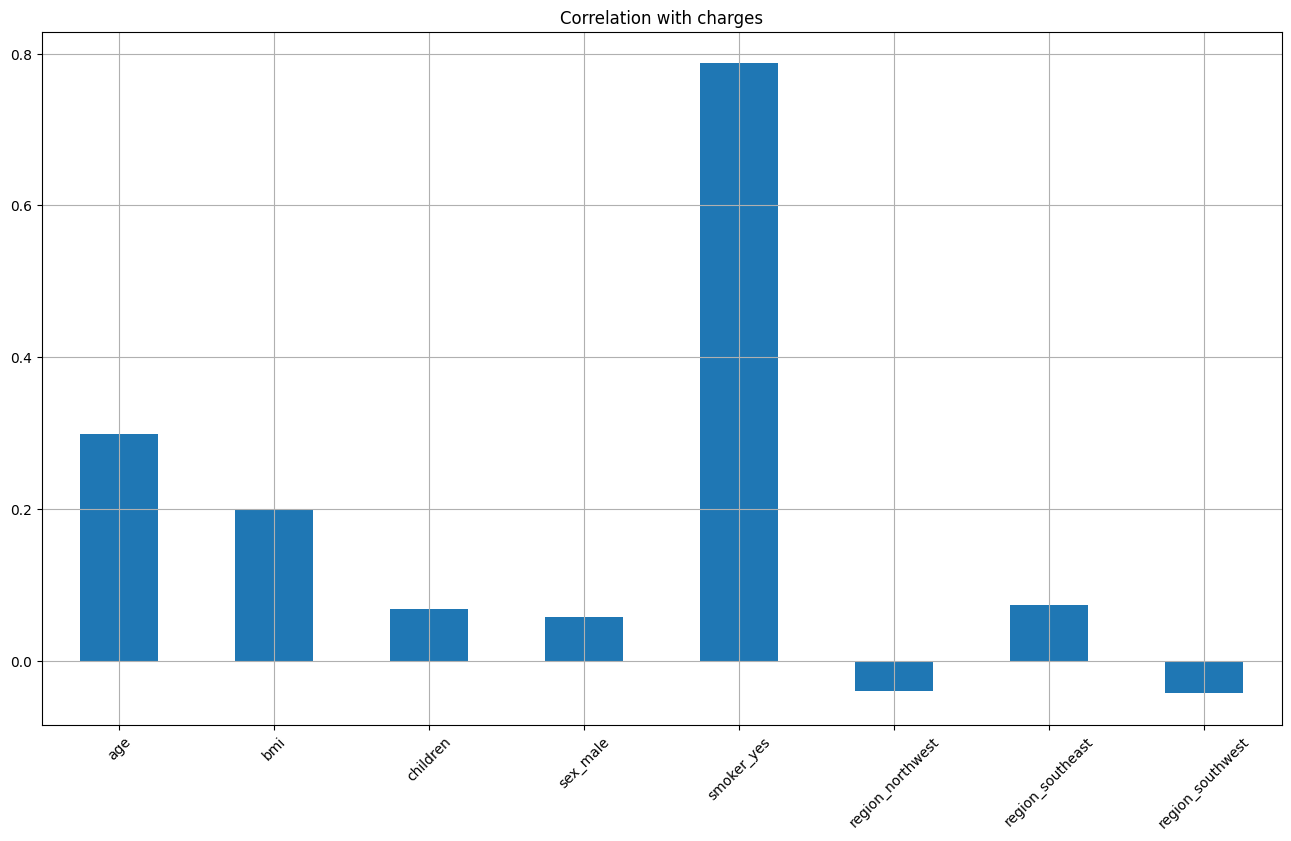 Correlation with charges
0.8
0.6
0.4
0.2
0.0
age
bmi
children
sex_male
smoker_yes
region_northwest
region_southeast
region_southwest